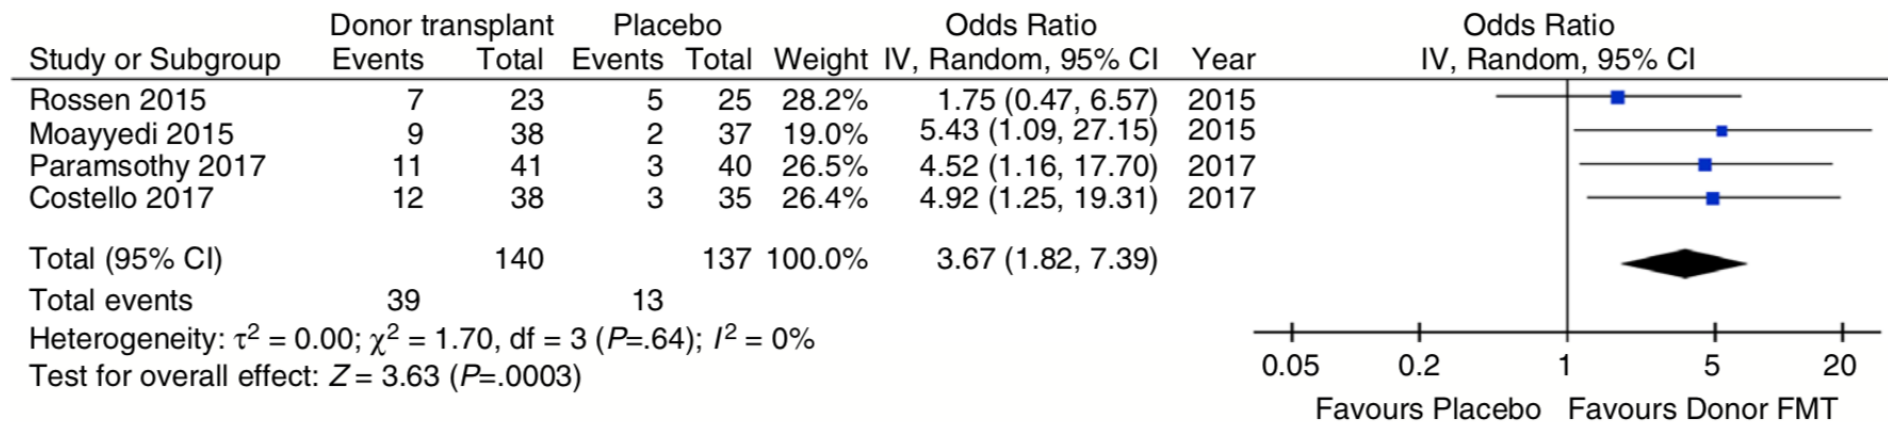 Donor transplant Placebo Odds Ratio Odds Ratio
Study or Subgroup Events Total Events Total Weight IV, Random, 95% CI Year IV, Random, 95% CI
Rossen 2015 7 23 5 25 28.2% 1.75 (0.47, 6.57) 2015
Moayyedi 2015 9 38 2 37 19.0% 5.43 (1.09, 27.15) 2015
Paramsothy 2017 11 41 3 40 26.5% 4.52 (1.16, 17.70) 2017
Costello 2017 12 38 3 35 26.4% 4.92 (1.25, 19.31) 2017
Total (95% CI) 140 137 100.0% 3.67 (1.82, 7.39)
Total events 39 13
Heterogeneity: τ² = 0.00; χ² = 1.70, df = 3 (P=.64); I² = 0%
Test for overall effect: Z = 3.63 (P=.0003)
0.05 0.2 1 5 20
Favours Placebo Favours Donor FMT